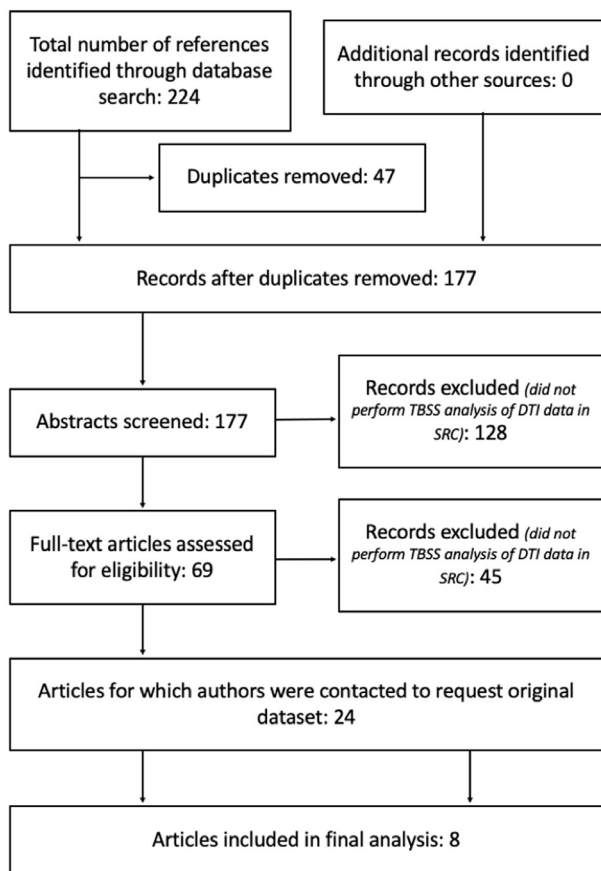 Total number of references
identified through database
search: 224
Additional records identified
through other sources: 0
Duplicates removed: 47
Records after duplicates removed: 177
Abstracts screened: 177
Records excluded (did not
perform TBSS analysis of DTI data in
SRC): 128
Full-text articles assessed
for eligibility: 69
Records excluded (did not
perform TBSS analysis of DTI data in
SRC): 45
Articles for which authors were contacted to request original
dataset: 24
Articles included in final analysis: 8